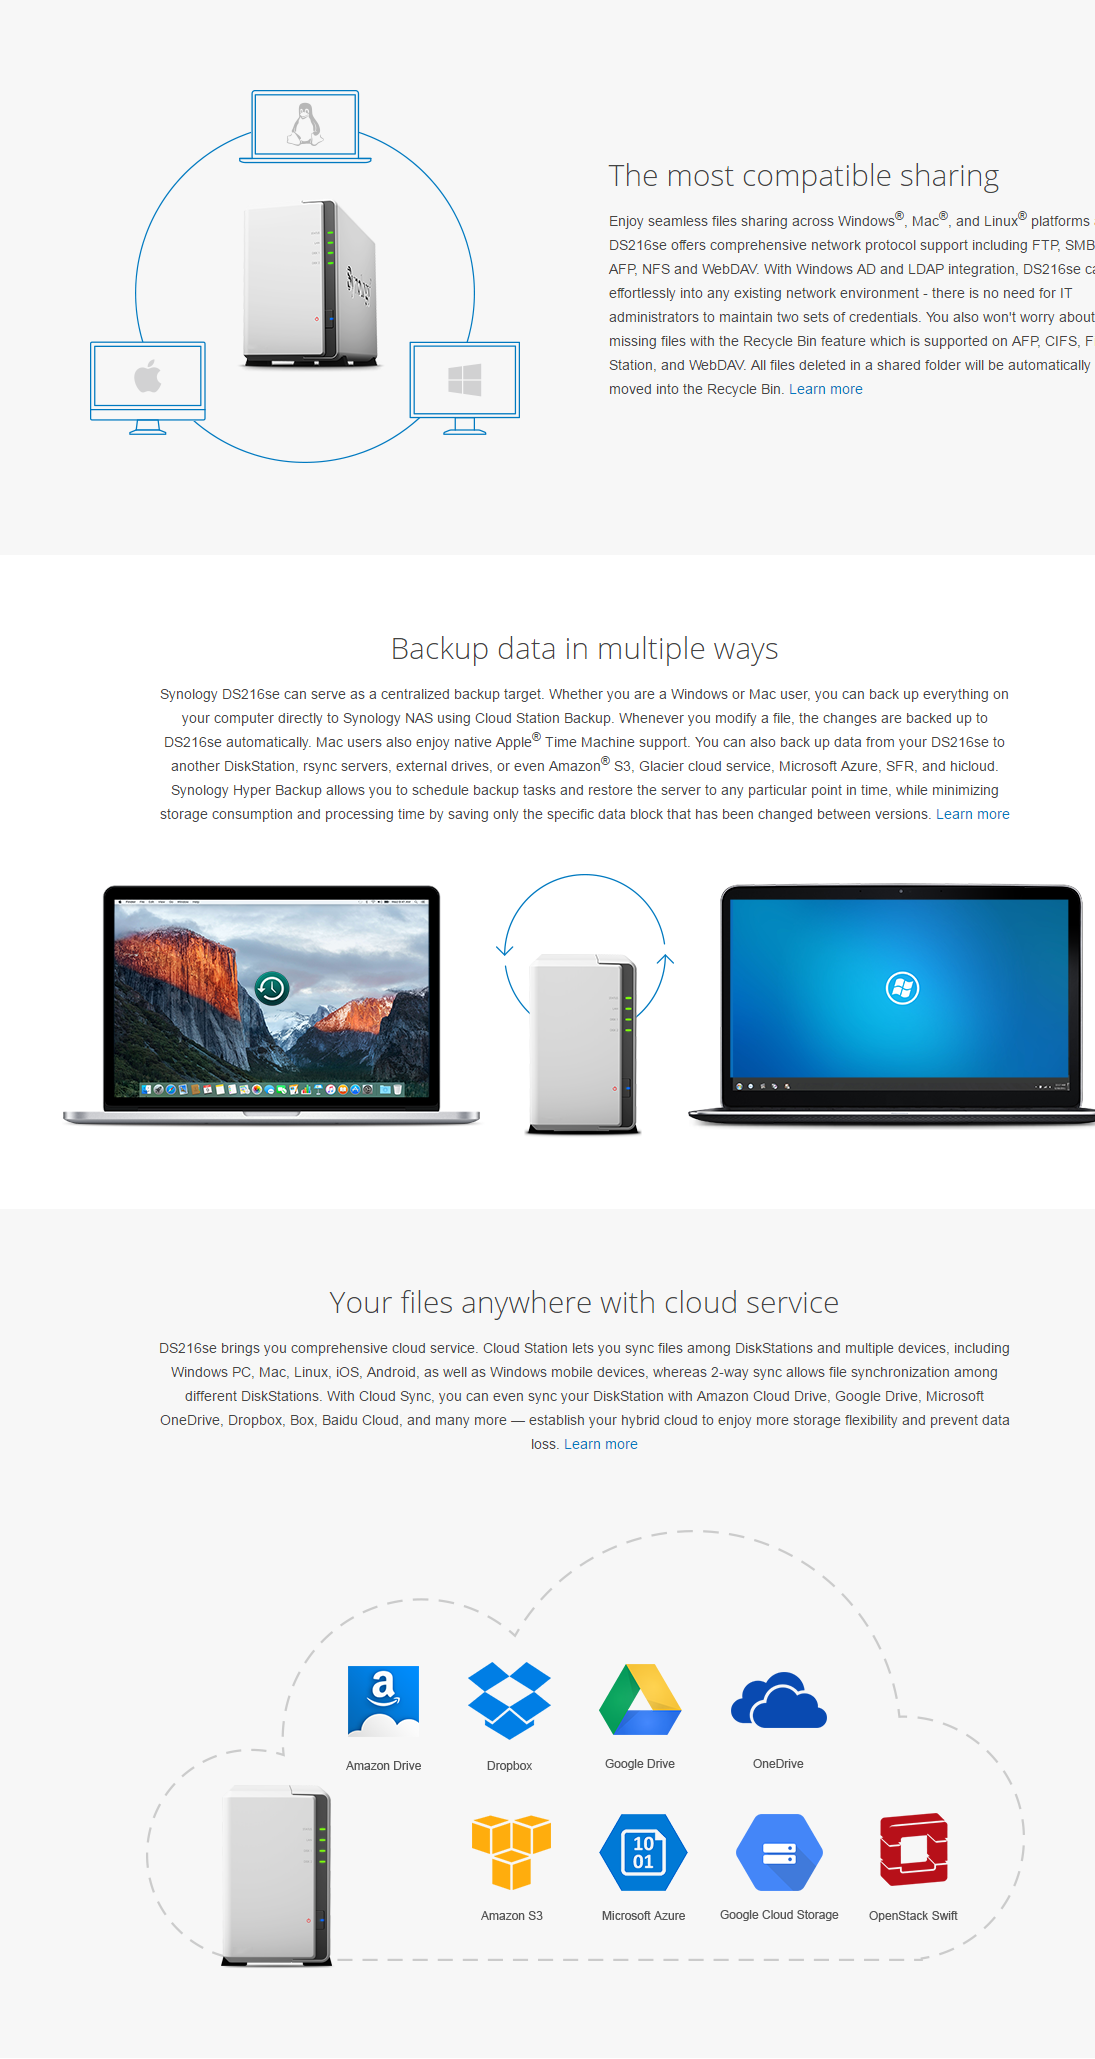 The most compatible sharing
Enjoy seamless files sharing across Windows®, Mac®, and Linux® platforms
DS216se offers comprehensive network protocol support including FTP, SMB
AFP, NFS and WebDAV. With Windows AD and LDAP integration, DS216se
effortlessly into any existing network environment - there is no need for IT
administrators to maintain two sets of credentials. You also won't worry about
missing files with the Recycle Bin feature which is supported on AFP, CIFS,
Station, and WebDAV. All files deleted in a shared folder will be automatically
moved into the Recycle Bin. Learn more
Synology
Backup data in multiple ways
Synology DS216se can serve as a centralized backup target. Whether you are a Windows or Mac user, you can back up everything on
your computer directly to Synology NAS using Cloud Station Backup. Whenever you modify a file, the changes are backed up to
DS216se automatically. Mac users also enjoy native Apple® Time Machine support. You can also back up data from your DS216se to
another DiskStation, rsync servers, external drives, or even Amazon® S3, Glacier cloud service, Microsoft Azure, SFR, and hicloud.
Synology Hyper Backup allows you to schedule backup tasks and restore the server to any particular point in time, while minimizing
storage consumption and processing time by saving only the specific data block that has been changed between versions. Learn more
Your files anywhere with cloud service
DS216se brings you comprehensive cloud service. Cloud Station lets you sync files among DiskStations and multiple devices, including
Windows PC, Mac, Linux, iOS, Android, as well as Windows mobile devices, whereas 2-way sync allows file synchronization among
different DiskStations. With Cloud Sync, you can even sync your DiskStation with Amazon Cloud Drive, Google Drive, Microsoft
OneDrive, Dropbox, Box, Baidu Cloud, and many more — establish your hybrid cloud to enjoy more storage flexibility and prevent data
loss. Learn more
a
Amazon Drive
Dropbox
Google Drive
OneDrive
10
01
Amazon S3
Microsoft Azure
Google Cloud Storage
OpenStack Swift